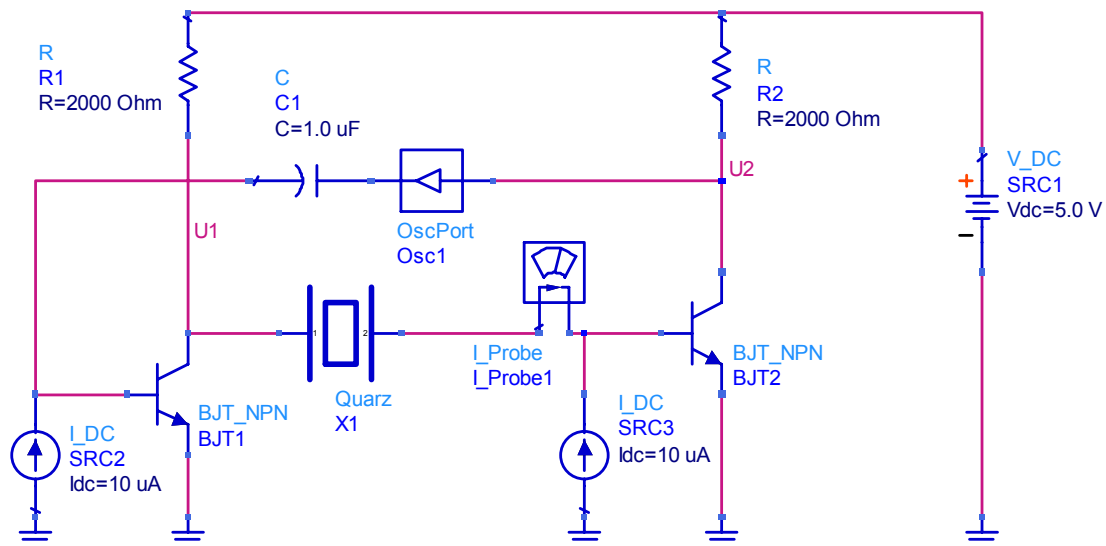 R
R1
R=2000 Ohm
C
C1
C=1.0 uF
R
R2
R=2000 Ohm
U2
V_DC
SRC1
Vdc=5.0 V
+
−
U1
OscPort
Osc1
1
2
I_Probe
I_Probe1
BJT_NPN
BJT2
Quarz
X1
BJT_NPN
BJT1
I_DC
SRC2
Idc=10 uA
I_DC
SRC3
Idc=10 uA